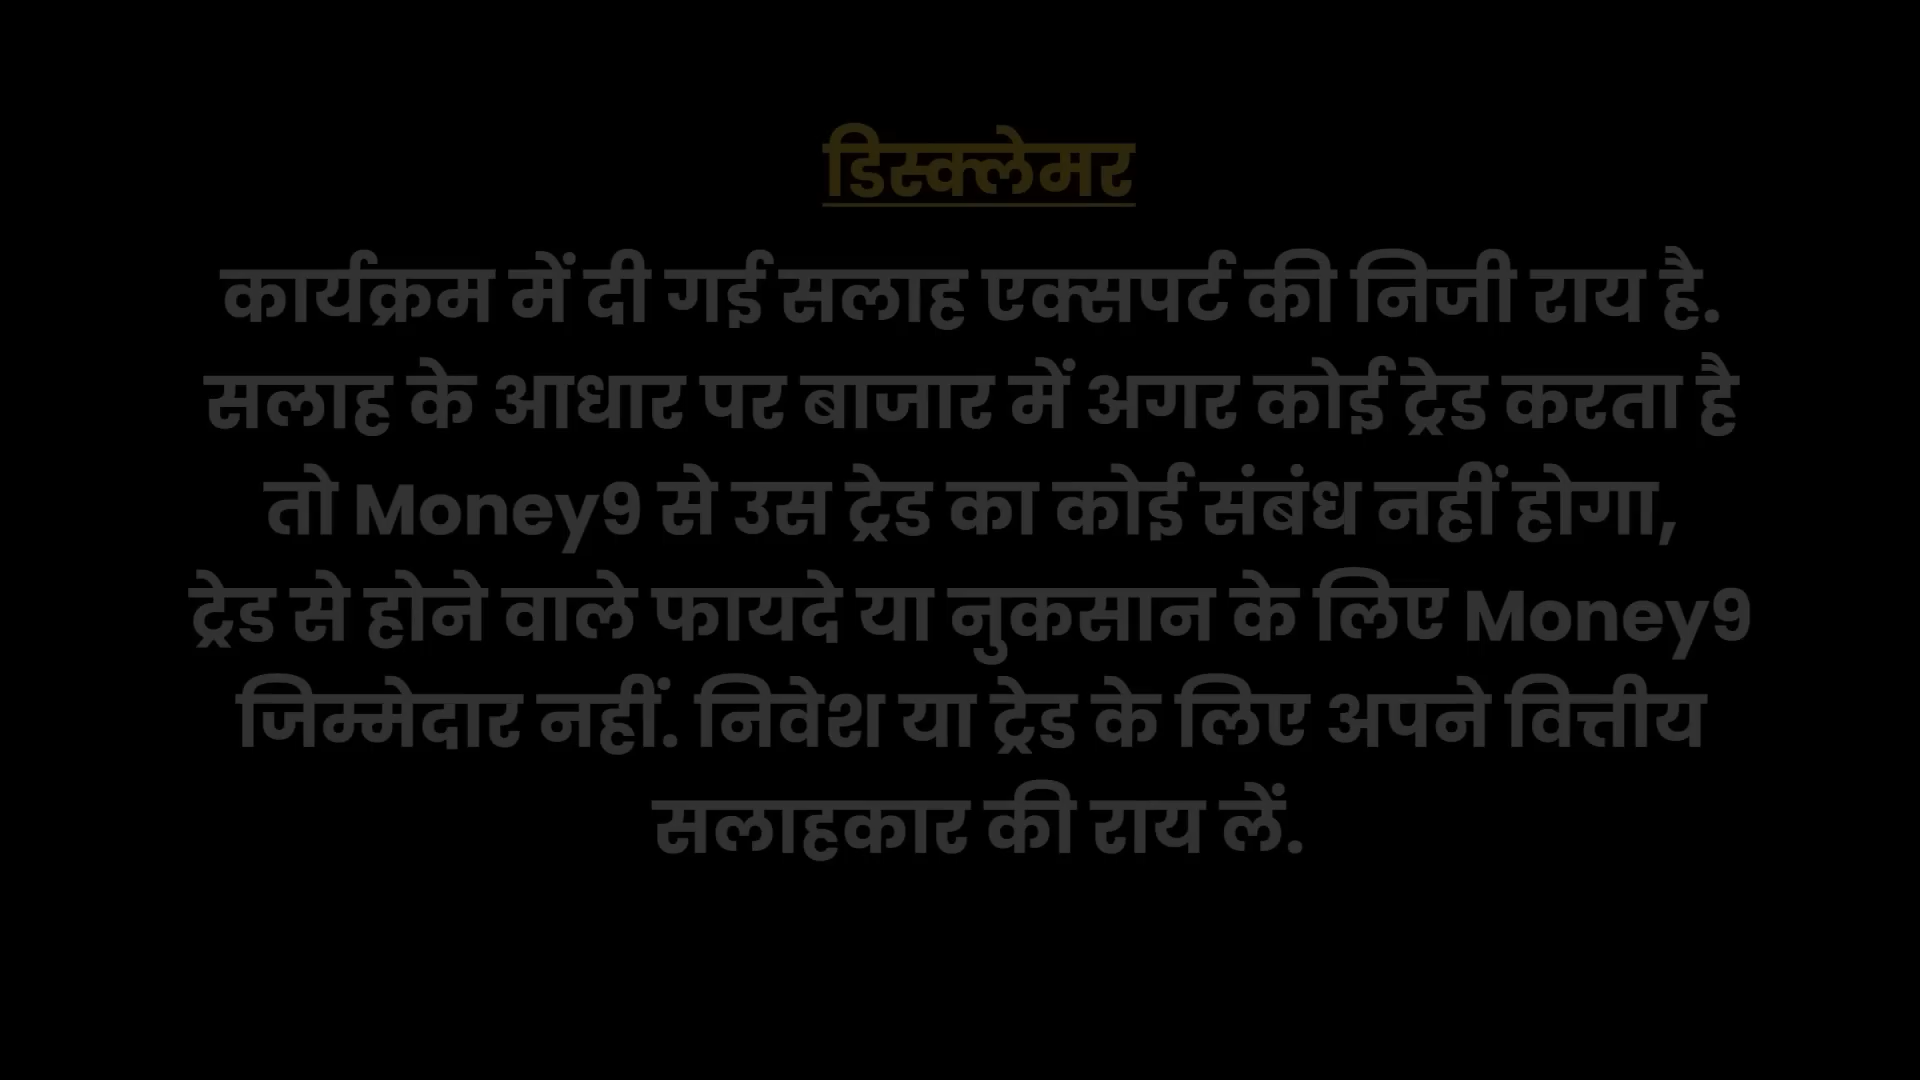 डिस्क्लेमर
कार्यक्रम में दी गई सलाह एक्सपर्ट की निजी राय है.
सलाह के आधार पर बाजार में अगर कोई ट्रेड करता है
तो Money9 से उस ट्रेड का कोई संबंध नहीं होगा,
ट्रेड से होने वाले फायदे या नुकसान के लिए Money9
जिम्मेदार नहीं. निवेश या ट्रेड के लिए अपने वित्तीय
सलाहकार की राय लें.